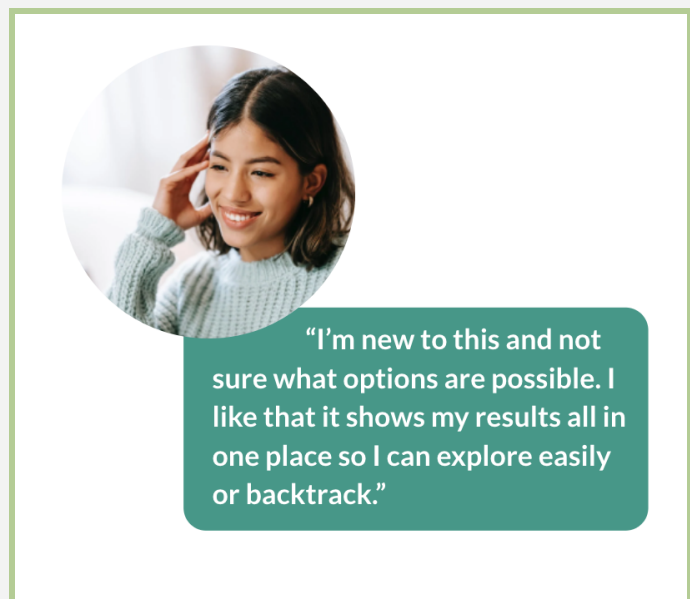 “I’m new to this and not
sure what options are possible. I
like that it shows my results all in
one place so I can explore easily
or backtrack.”